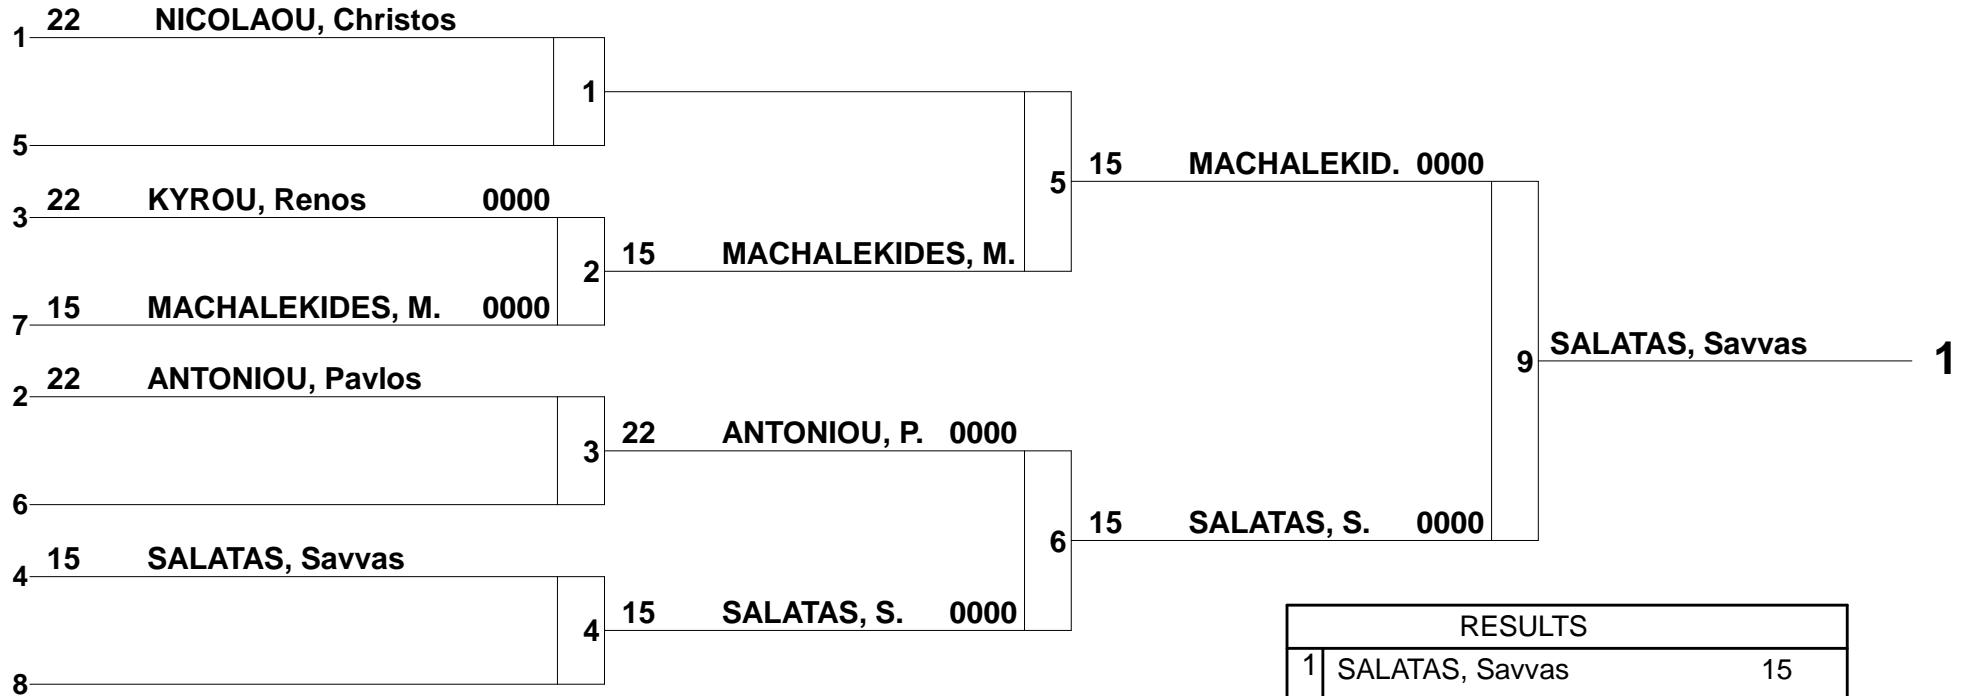 22 NICOLAOU, Christos
1
1
5
15 MACHALEKID. 0000
5
22 KYROU, Renos 0000
3
15 MACHALEKIDES, M.
2
15 MACHALEKIDES, M. 0000
7
SALATAS, Savvas
9
1
22 ANTONIOU, Pavlos
2
22 ANTONIOU, P. 0000
3
6
15 SALATAS, S. 0000
6
15 SALATAS, Savvas
4
15 SALATAS, S. 0000
4
8
RESULTS
1 SALATAS, Savvas 15